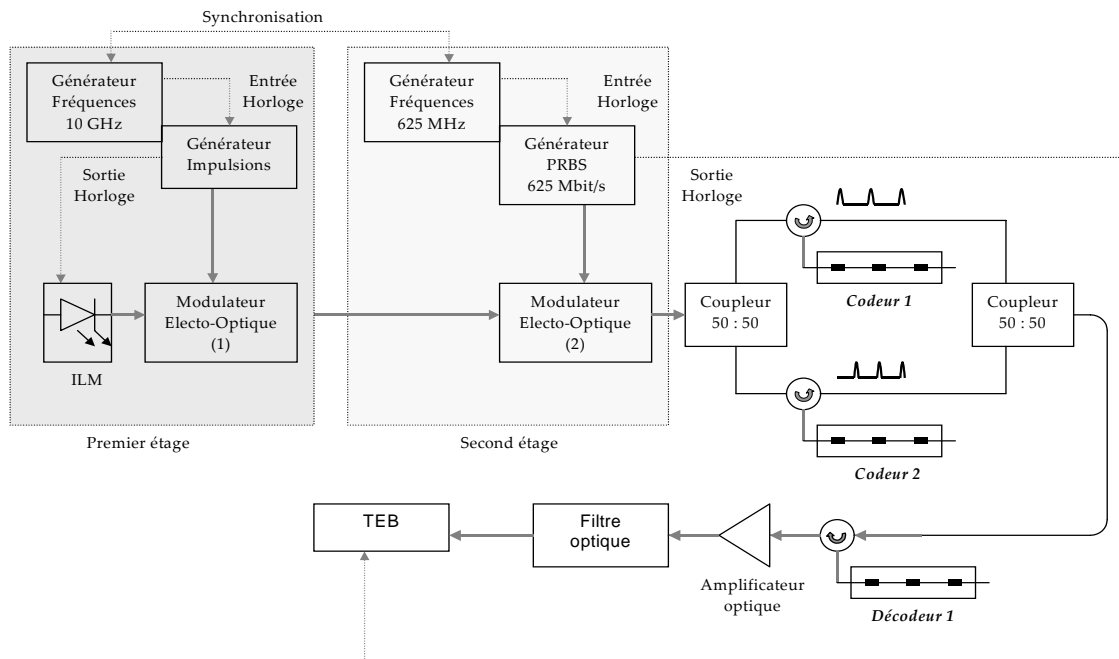 Synchronisation
Générateur
Fréquences
10 GHz
Entrée
Horloge
Générateur
Impulsions
Sortie
Horloge
ILM
Modulateur
Electo-Optique
(1)
Premier étage
Générateur
Fréquences
625 MHz
Entrée
Horloge
Générateur
PRBS
625 Mbit/s
Modulateur
Electo-Optique
(2)
Second étage
Sortie
Horloge
Coupleur
50 : 50
Codeur 1
Codeur 2
Coupleur
50 : 50
TEB
Filtre
optique
Amplificateur
optique
Décodeur 1